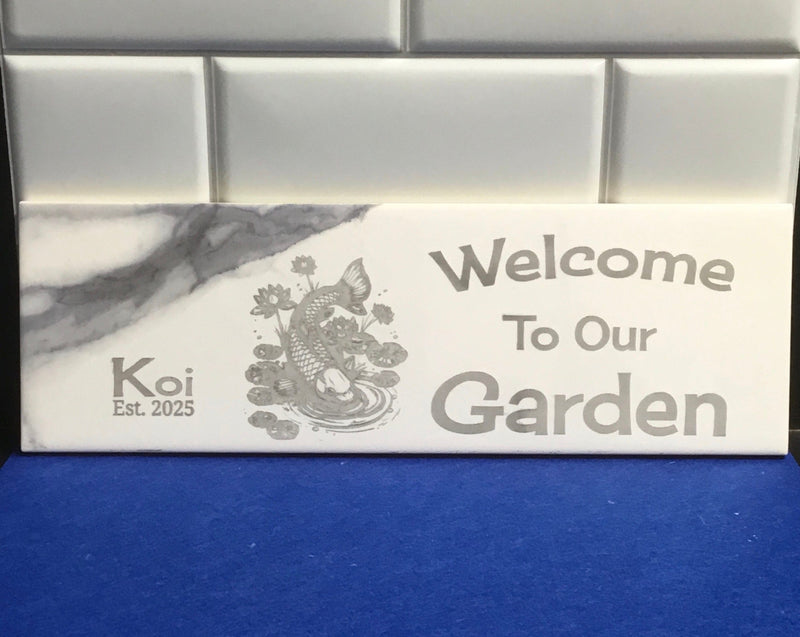 Koi
Est. 2025
Welcome
To Our
Garden